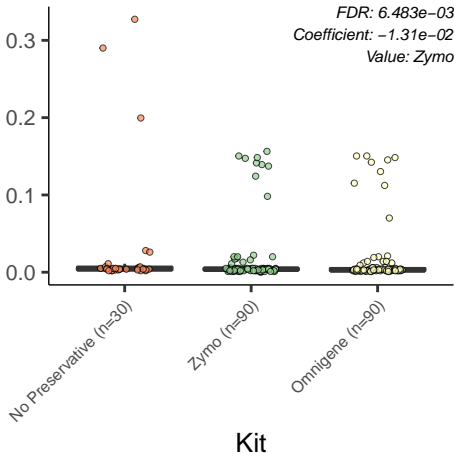 FDR: 6.483e−03
Coefficient: −1.31e−02
Value: Zymo
0.3
0.2
0.1
0.0
No Preservative (n=30)
Zymo (n=90)
Omnigene (n=90)
Kit